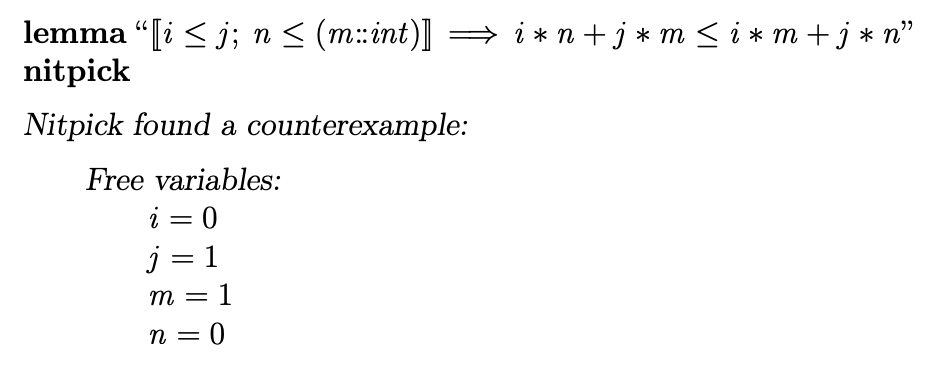 lemma “⟦i ≤ j; n ≤ (m::int)⟧ ⟹ i ∗ n + j ∗ m ≤ i ∗ m + j ∗ n”
nitpick
Nitpick found a counterexample:
Free variables:
i = 0
j = 1
m = 1
n = 0